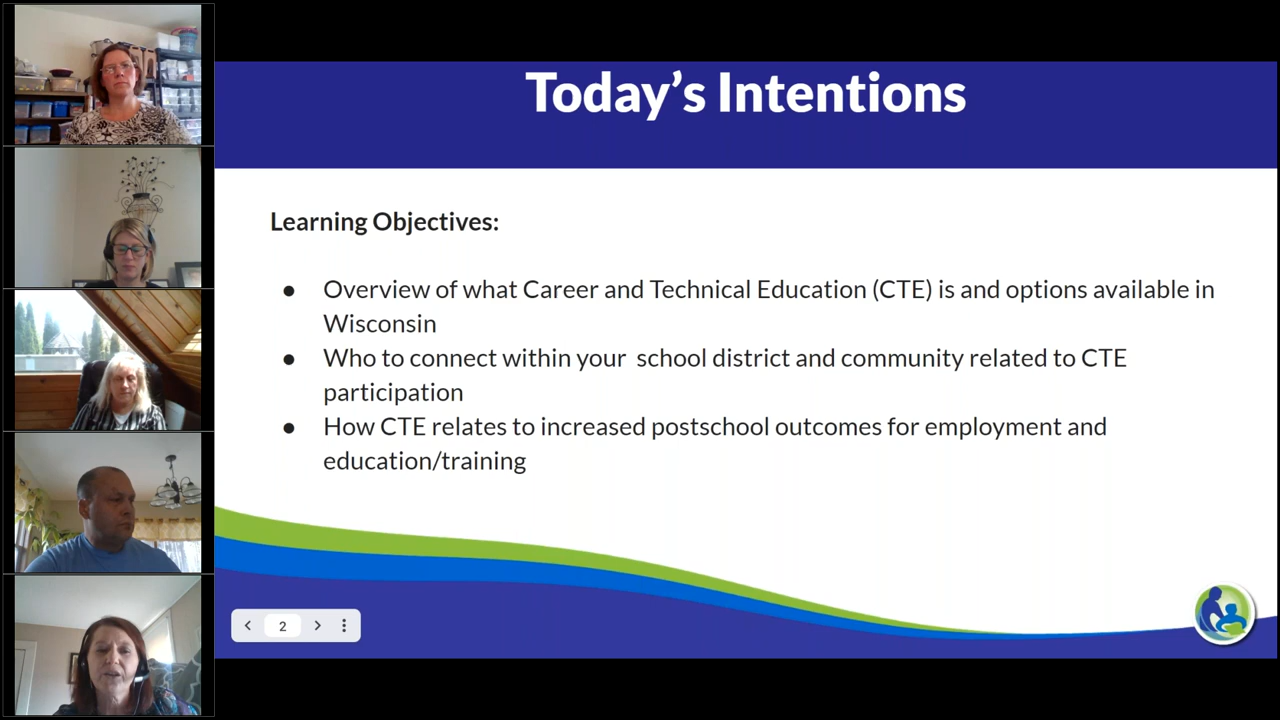 Today's Intentions
Learning Objectives:
● Overview of what Career and Technical Education (CTE) is and options available in
Wisconsin
● Who to connect within your school district and community related to CTE
participation
● How CTE relates to increased postschool outcomes for employment and
education/training
2